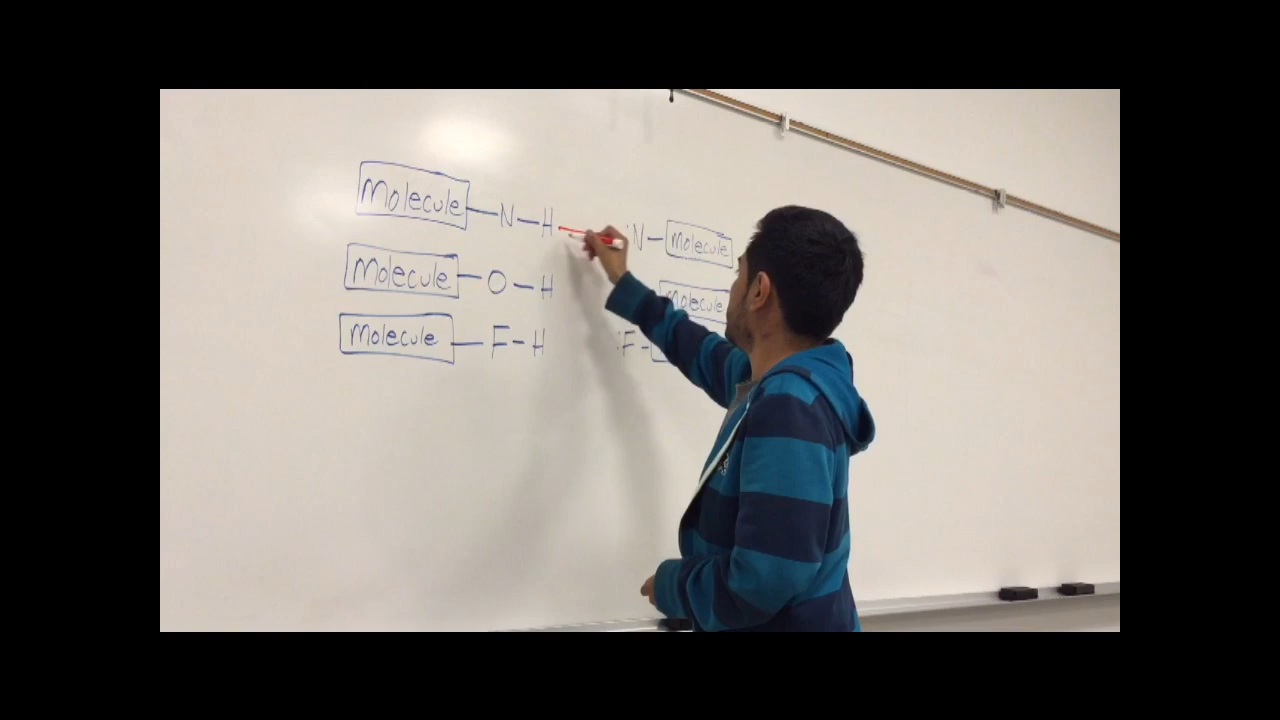 Molecule — N — H :N — Molecule
Molecule — O — H Molecule
Molecule — F — H :F —